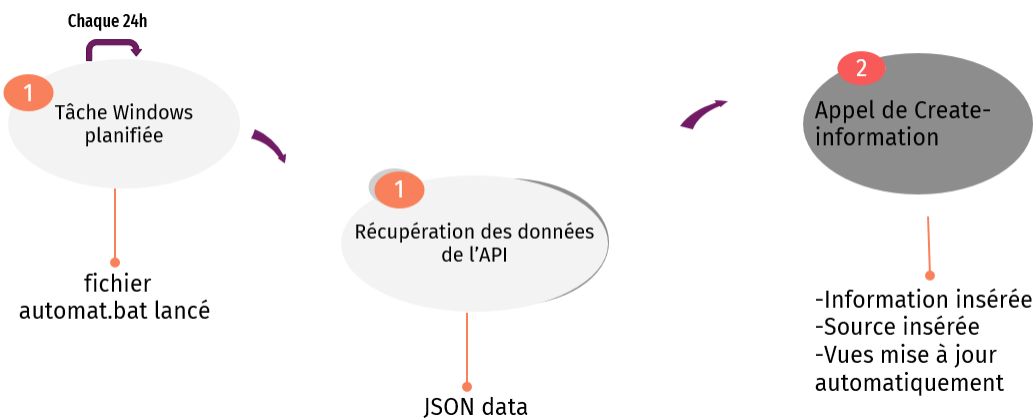 Chaque 24h
1
Tâche Windows
planifiée
fichier
automat.bat lancé
1
Récupération des données
de l’API
JSON data
2
Appel de Create-
information
-Information insérée
-Source insérée
-Vues mise à jour
automatiquement